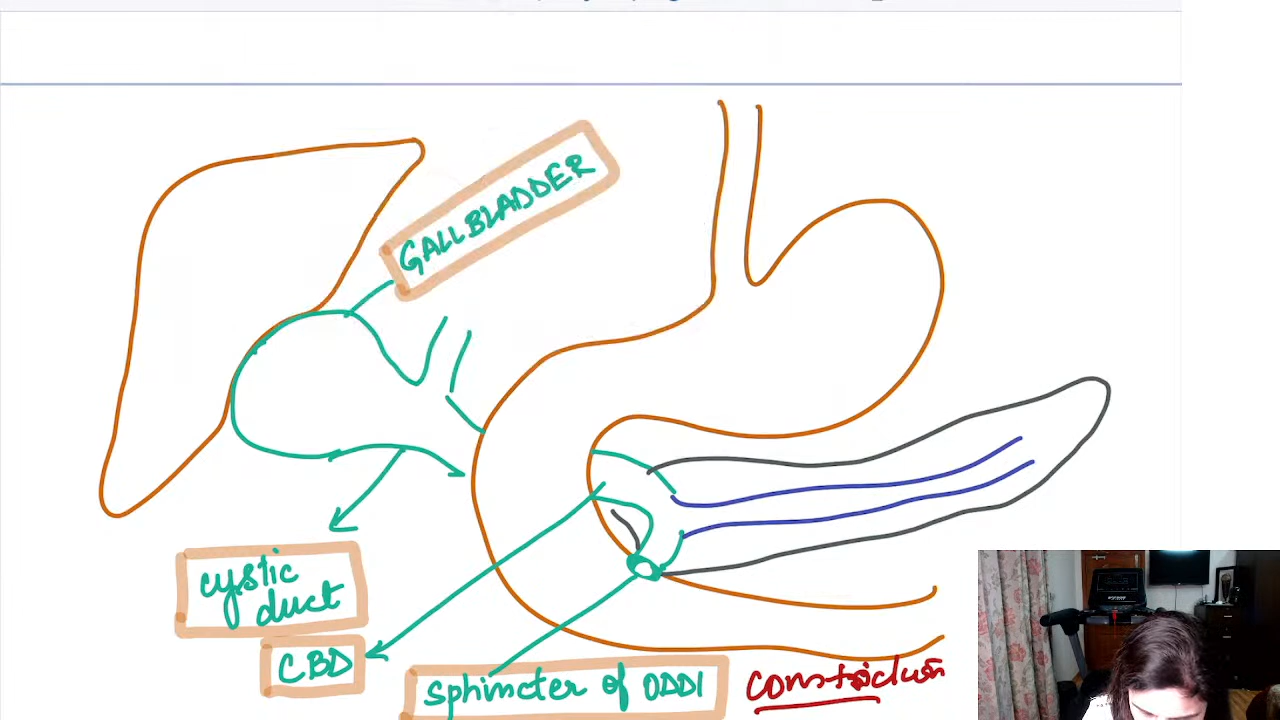 GALLBLADDER
cystic
duct
CBD
Sphincter of ODDI
constriction